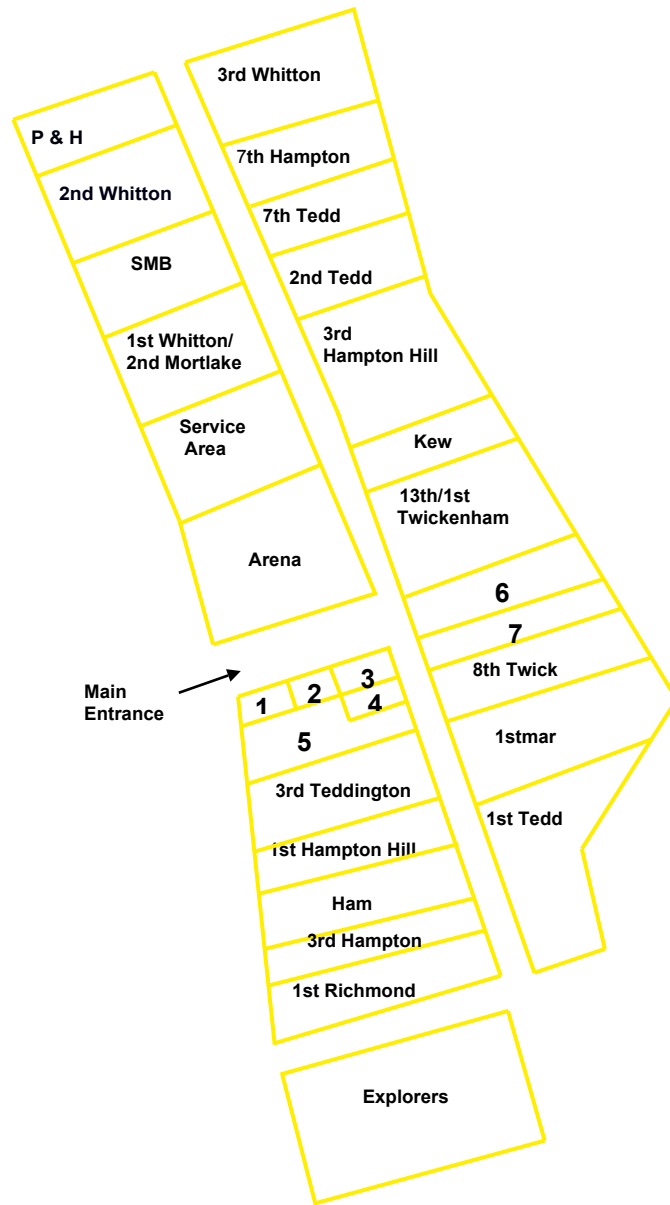 3rd Whitton
P & H
7th Hampton
2nd Whitton
7th Tedd
SMB
2nd Tedd
1st Whitton/
2nd Mortlake
3rd
Hampton Hill
Service
Area
Kew
13th/1st
Twickenham
Arena
6
7
8th Twick
Main
Entrance
1
2
3
4
5
1stmar
3rd Teddington
1st Tedd
1st Hampton Hill
Ham
3rd Hampton
1st Richmond
Explorers